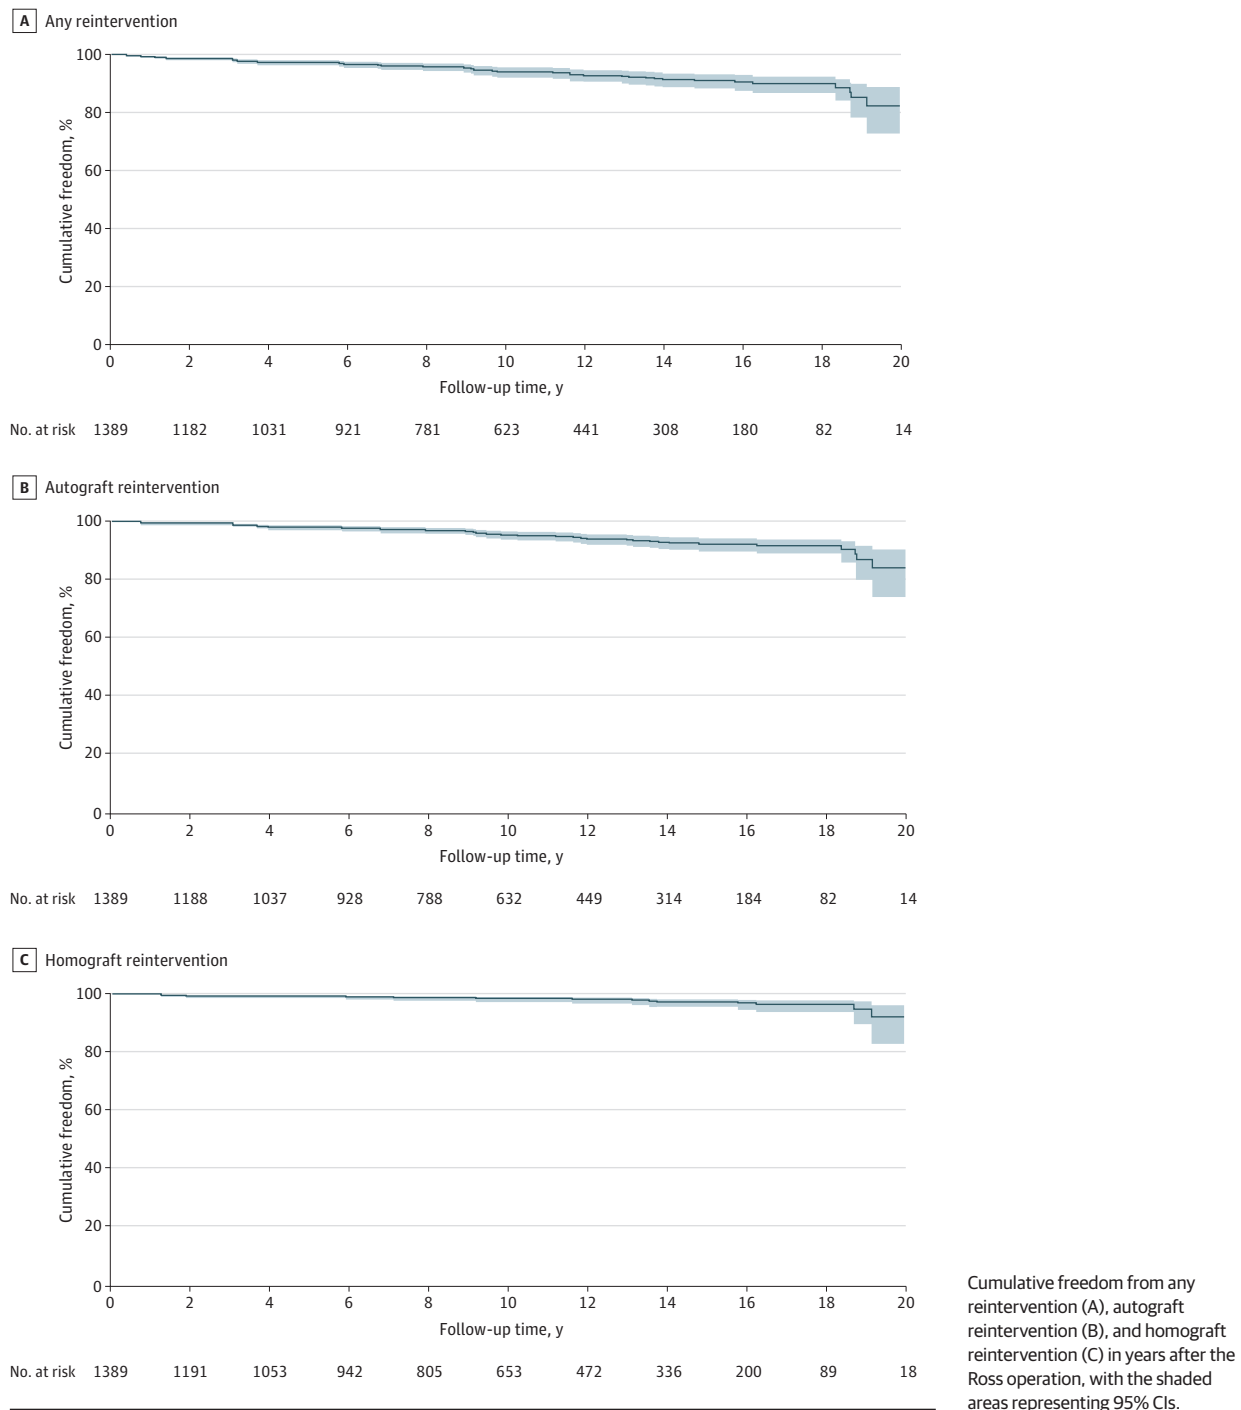 A Any reintervention
100
80
60
40
20
0
Cumulative freedom, %
0 2 4 6 8 10 12 14 16 18 20
Follow-up time, y
No. at risk 1389 1182 1031 921 781 623 441 308 180 82 14
B Autograft reintervention
100
80
60
40
20
0
Cumulative freedom, %
0 2 4 6 8 10 12 14 16 18 20
Follow-up time, y
No. at risk 1389 1188 1037 928 788 632 449 314 184 82 14
C Homograft reintervention
100
80
60
40
20
0
Cumulative freedom, %
0 2 4 6 8 10 12 14 16 18 20
Follow-up time, y
No. at risk 1389 1191 1053 942 805 653 472 336 200 89 18
Cumulative freedom from any
reintervention (A), autograft
reintervention (B), and homograft
reintervention (C) in years after the
Ross operation, with the shaded
areas representing 95% CIs.